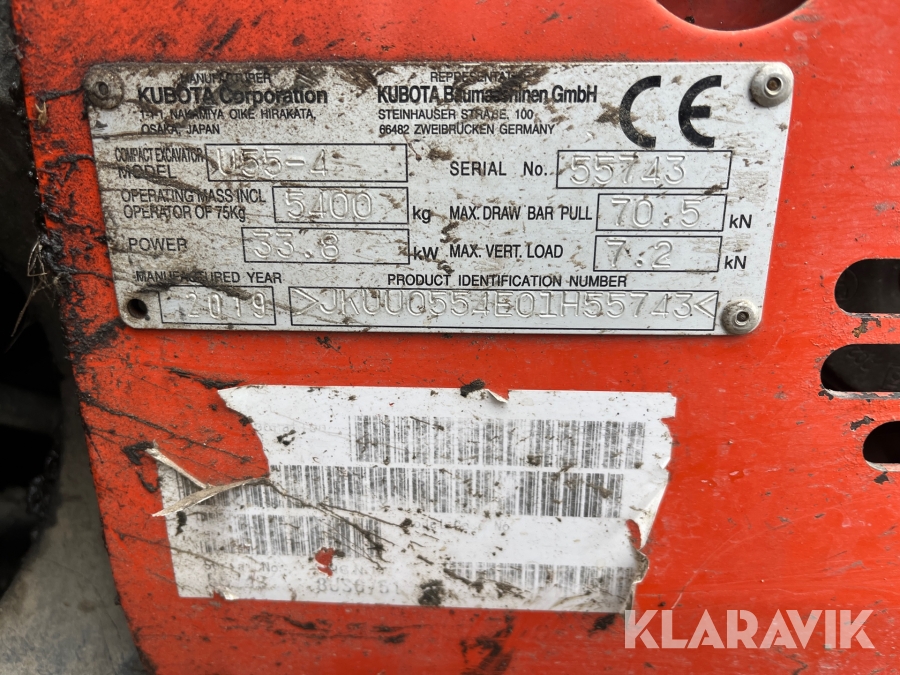 MANUFACTURER
KUBOTA Corporation
1-1-1 NAKAMIYA OIKE HIRAKATA,
OSAKA, JAPAN
REPRESENTATIVE
KUBOTA Baumaschinen GmbH
STEINHAUSER STRAßE, 100
66482 ZWEIBRÜCKEN GERMANY
CE
COMPACT EXCAVATOR
MODEL U55-4
SERIAL No. 55743
OPERATING MASS INCL
OPERATOR OF 75Kg 5400 kg
MAX. DRAW BAR PULL 70.5 kN
POWER 33.8 kW
MAX. VERT. LOAD 7.2 kN
MANUFACTURED YEAR
2019
PRODUCT IDENTIFICATION NUMBER
>JKUU0554E01H55743<
KLARAVIK